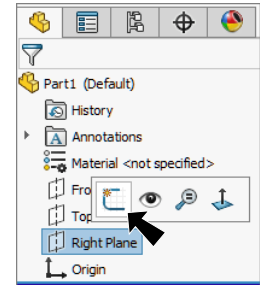 Part1 (Default)
History
Annotations
Material <not specified>
Fro
Top
Right Plane
Origin